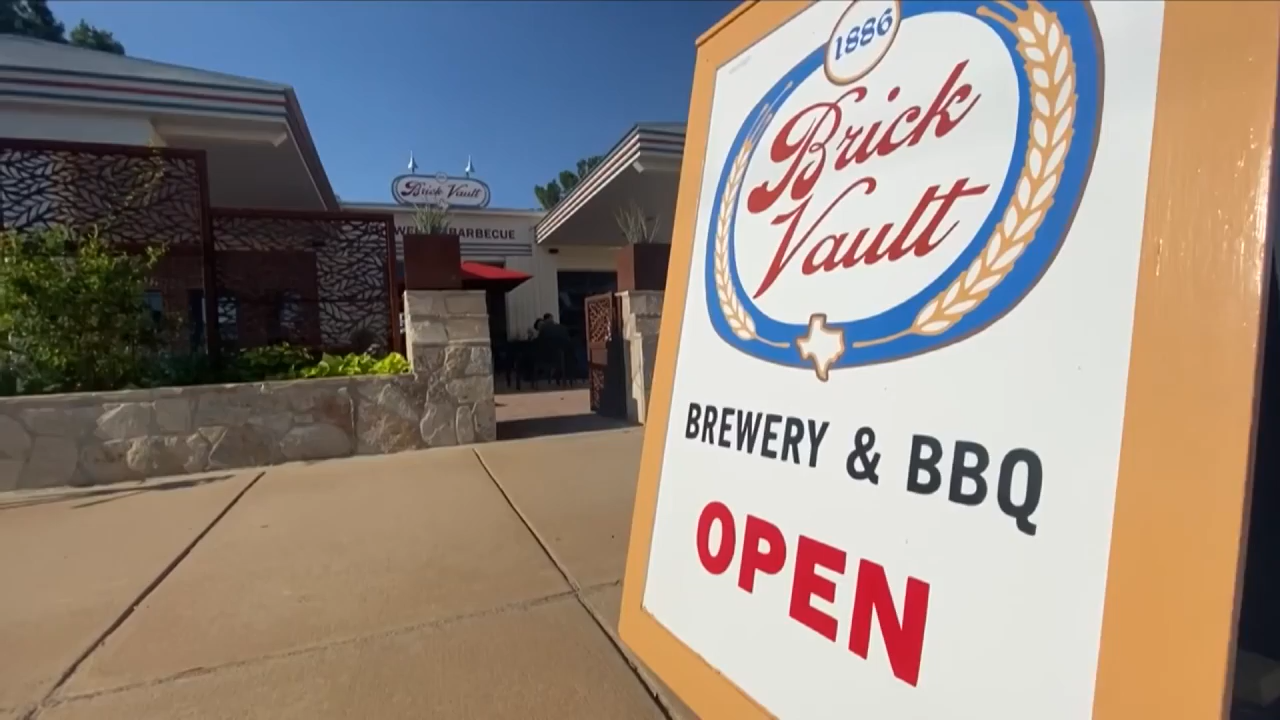 1886
Brick
Vault
BREWERY & BBQ
OPEN
Brick Vault
BARBECUE